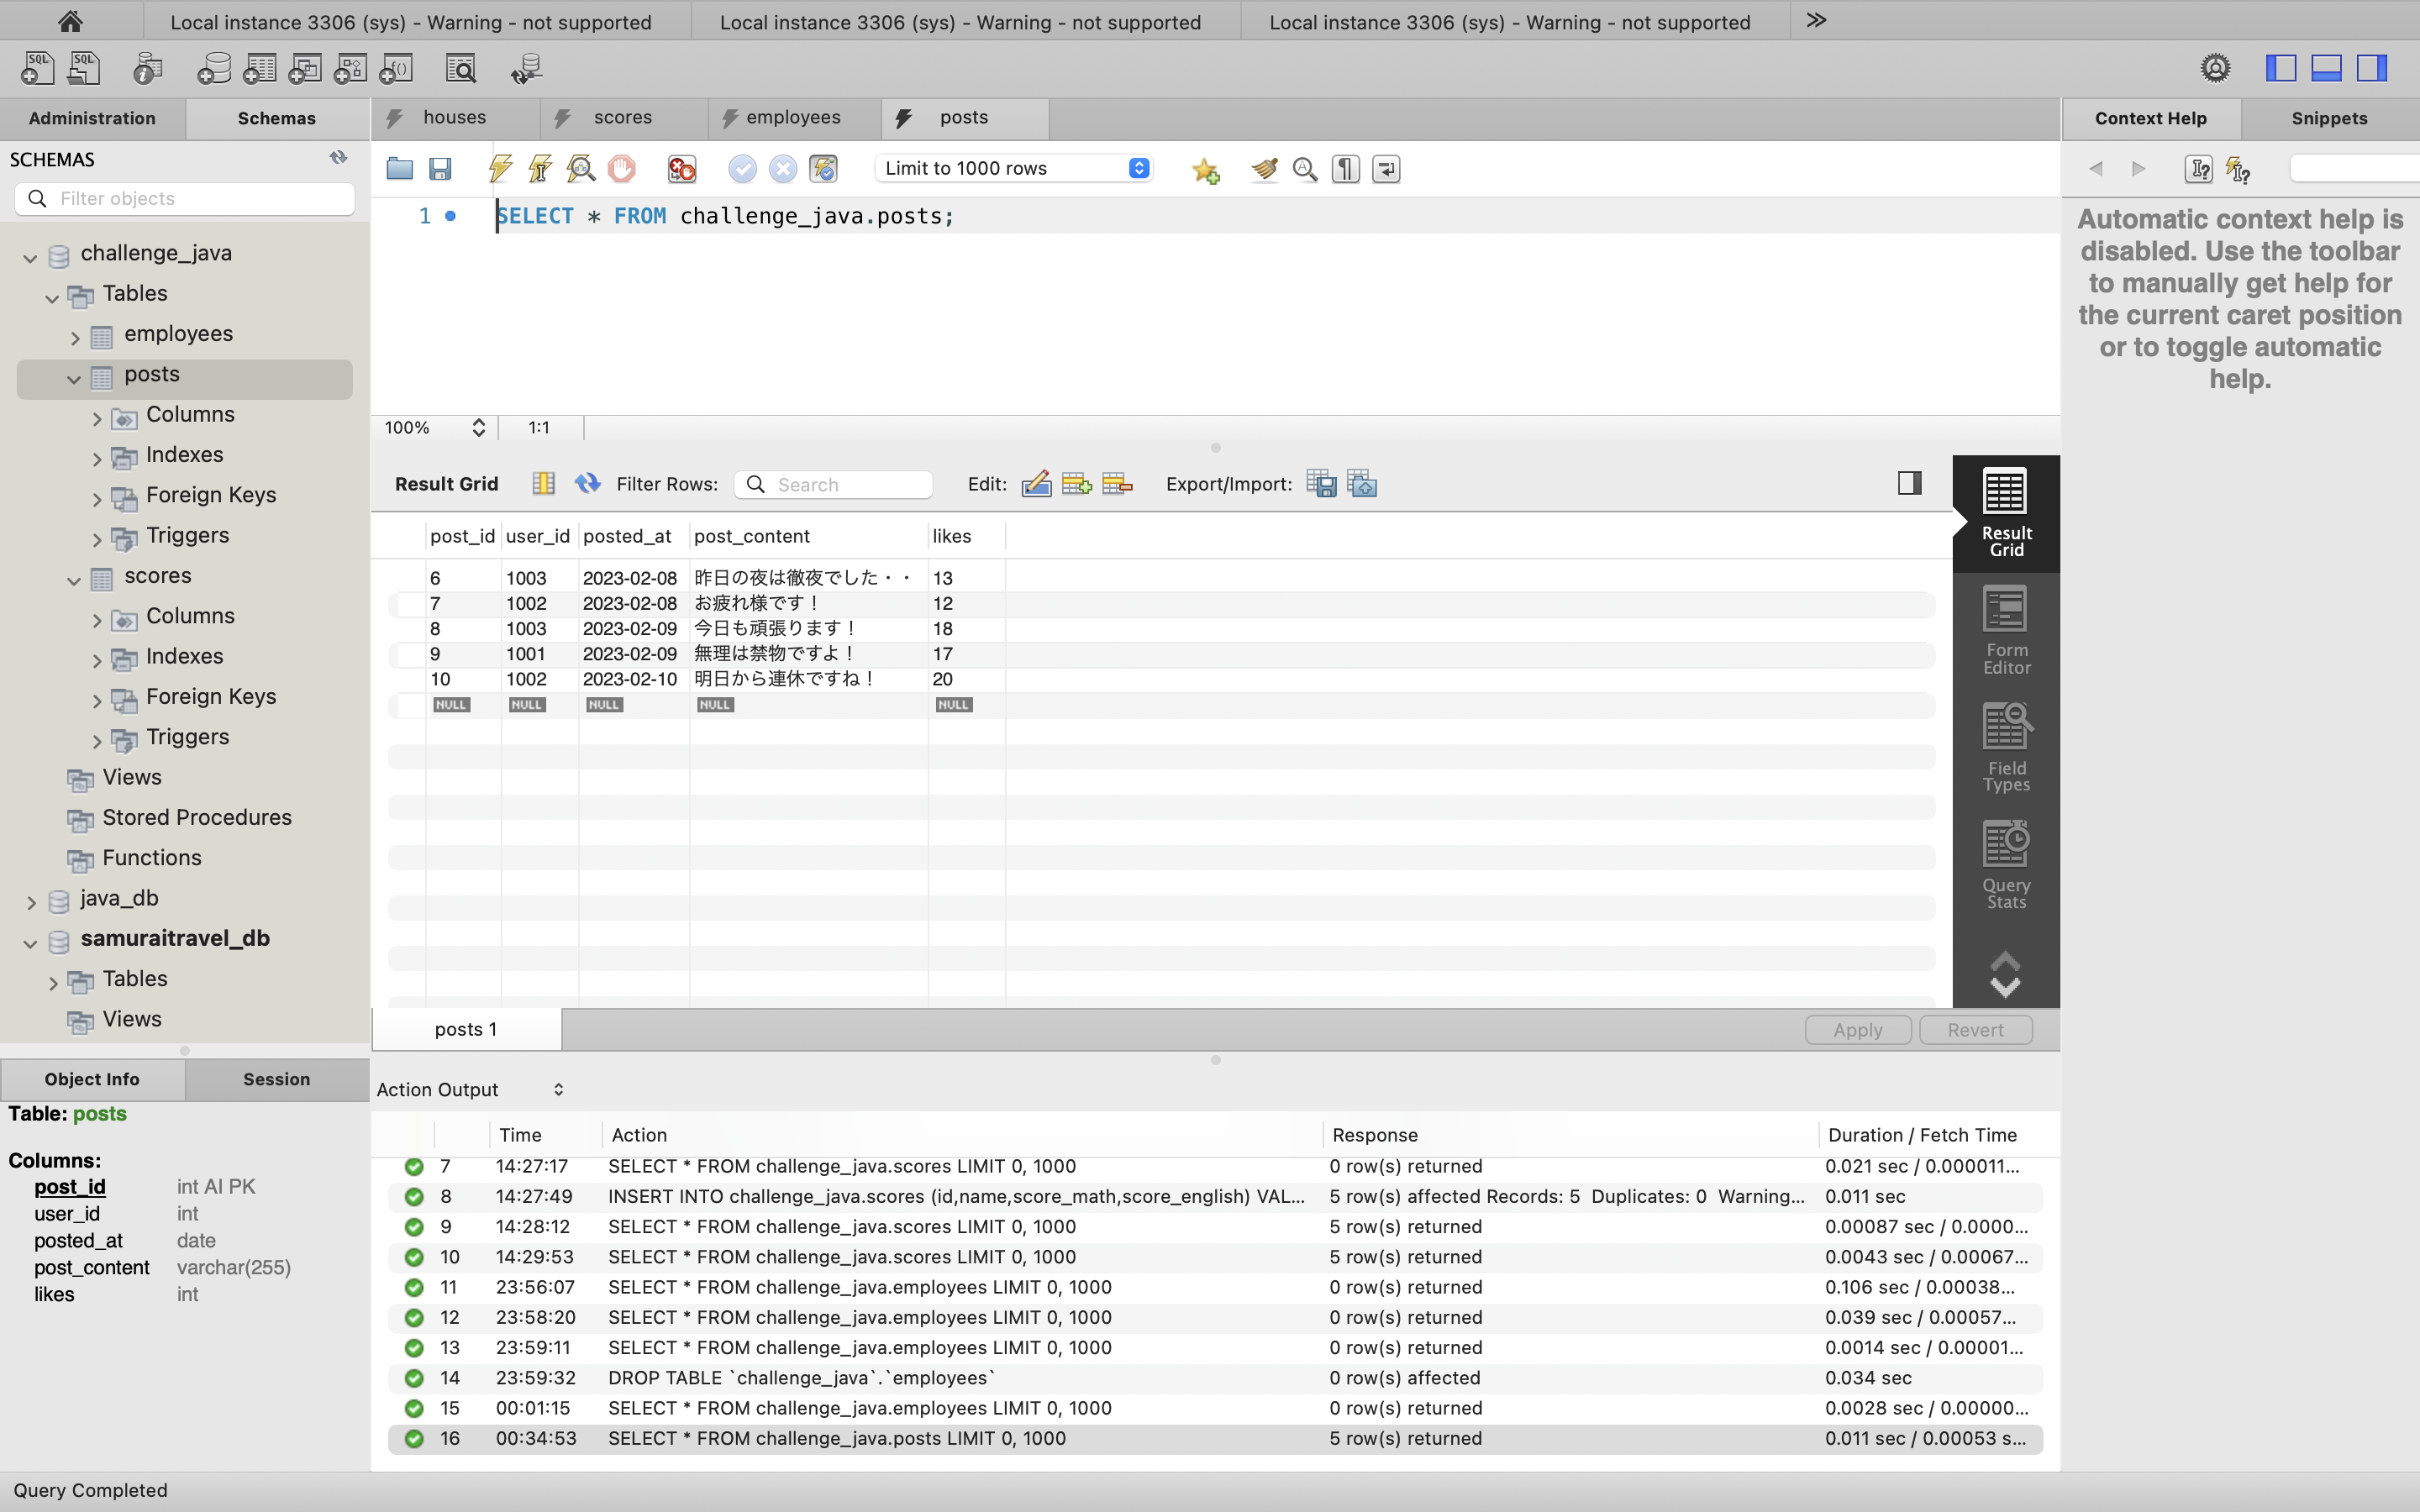 Local instance 3306 (sys) - Warning - not supported
Local instance 3306 (sys) - Warning - not supported
Local instance 3306 (sys) - Warning - not supported
Administration
Schemas
houses
scores
employees
posts
Context Help
Snippets
SCHEMAS
Filter objects
Limit to 1000 rows
1
SELECT * FROM challenge_java.posts;
Automatic context help is
disabled. Use the toolbar
to manually get help for
the current caret position
or to toggle automatic
help.
challenge_java
Tables
employees
posts
Columns
Indexes
Foreign Keys
Triggers
scores
Columns
Indexes
Foreign Keys
Triggers
Views
Stored Procedures
Functions
java_db
samuraitravel_db
Tables
Views
100%
1:1
Result Grid
Filter Rows:
Search
Edit:
Export/Import:
post_id user_id posted_at post_content likes
6 1003 2023-02-08 昨日の夜は徹夜でした・・ 13
7 1002 2023-02-08 お疲れ様です！ 12
8 1003 2023-02-09 今日も頑張ります！ 18
9 1001 2023-02-09 無理は禁物ですよ！ 17
10 1002 2023-02-10 明日から連休ですね！ 20
NULL NULL NULL NULL NULL
Result
Grid
Form
Editor
Field
Types
Query
Stats
posts 1
Apply
Revert
Object Info
Session
Table: posts
Columns:
post_id int AI PK
user_id int
posted_at date
post_content varchar(255)
likes int
Action Output
Time Action Response Duration / Fetch Time
7 14:27:17 SELECT * FROM challenge_java.scores LIMIT 0, 1000 0 row(s) returned 0.021 sec / 0.000011...
8 14:27:49 INSERT INTO challenge_java.scores (id,name,score_math,score_english) VAL... 5 row(s) affected Records: 5 Duplicates: 0 Warning... 0.011 sec
9 14:28:12 SELECT * FROM challenge_java.scores LIMIT 0, 1000 5 row(s) returned 0.00087 sec / 0.0000...
10 14:29:53 SELECT * FROM challenge_java.scores LIMIT 0, 1000 5 row(s) returned 0.0043 sec / 0.00067...
11 23:56:07 SELECT * FROM challenge_java.employees LIMIT 0, 1000 0 row(s) returned 0.106 sec / 0.00038...
12 23:58:20 SELECT * FROM challenge_java.employees LIMIT 0, 1000 0 row(s) returned 0.039 sec / 0.00057...
13 23:59:11 SELECT * FROM challenge_java.employees LIMIT 0, 1000 0 row(s) returned 0.0014 sec / 0.00001...
14 23:59:32 DROP TABLE `challenge_java`.`employees` 0 row(s) affected 0.034 sec
15 00:01:15 SELECT * FROM challenge_java.employees LIMIT 0, 1000 0 row(s) returned 0.0028 sec / 0.00000...
16 00:34:53 SELECT * FROM challenge_java.posts LIMIT 0, 1000 5 row(s) returned 0.011 sec / 0.00053 s...
Query Completed